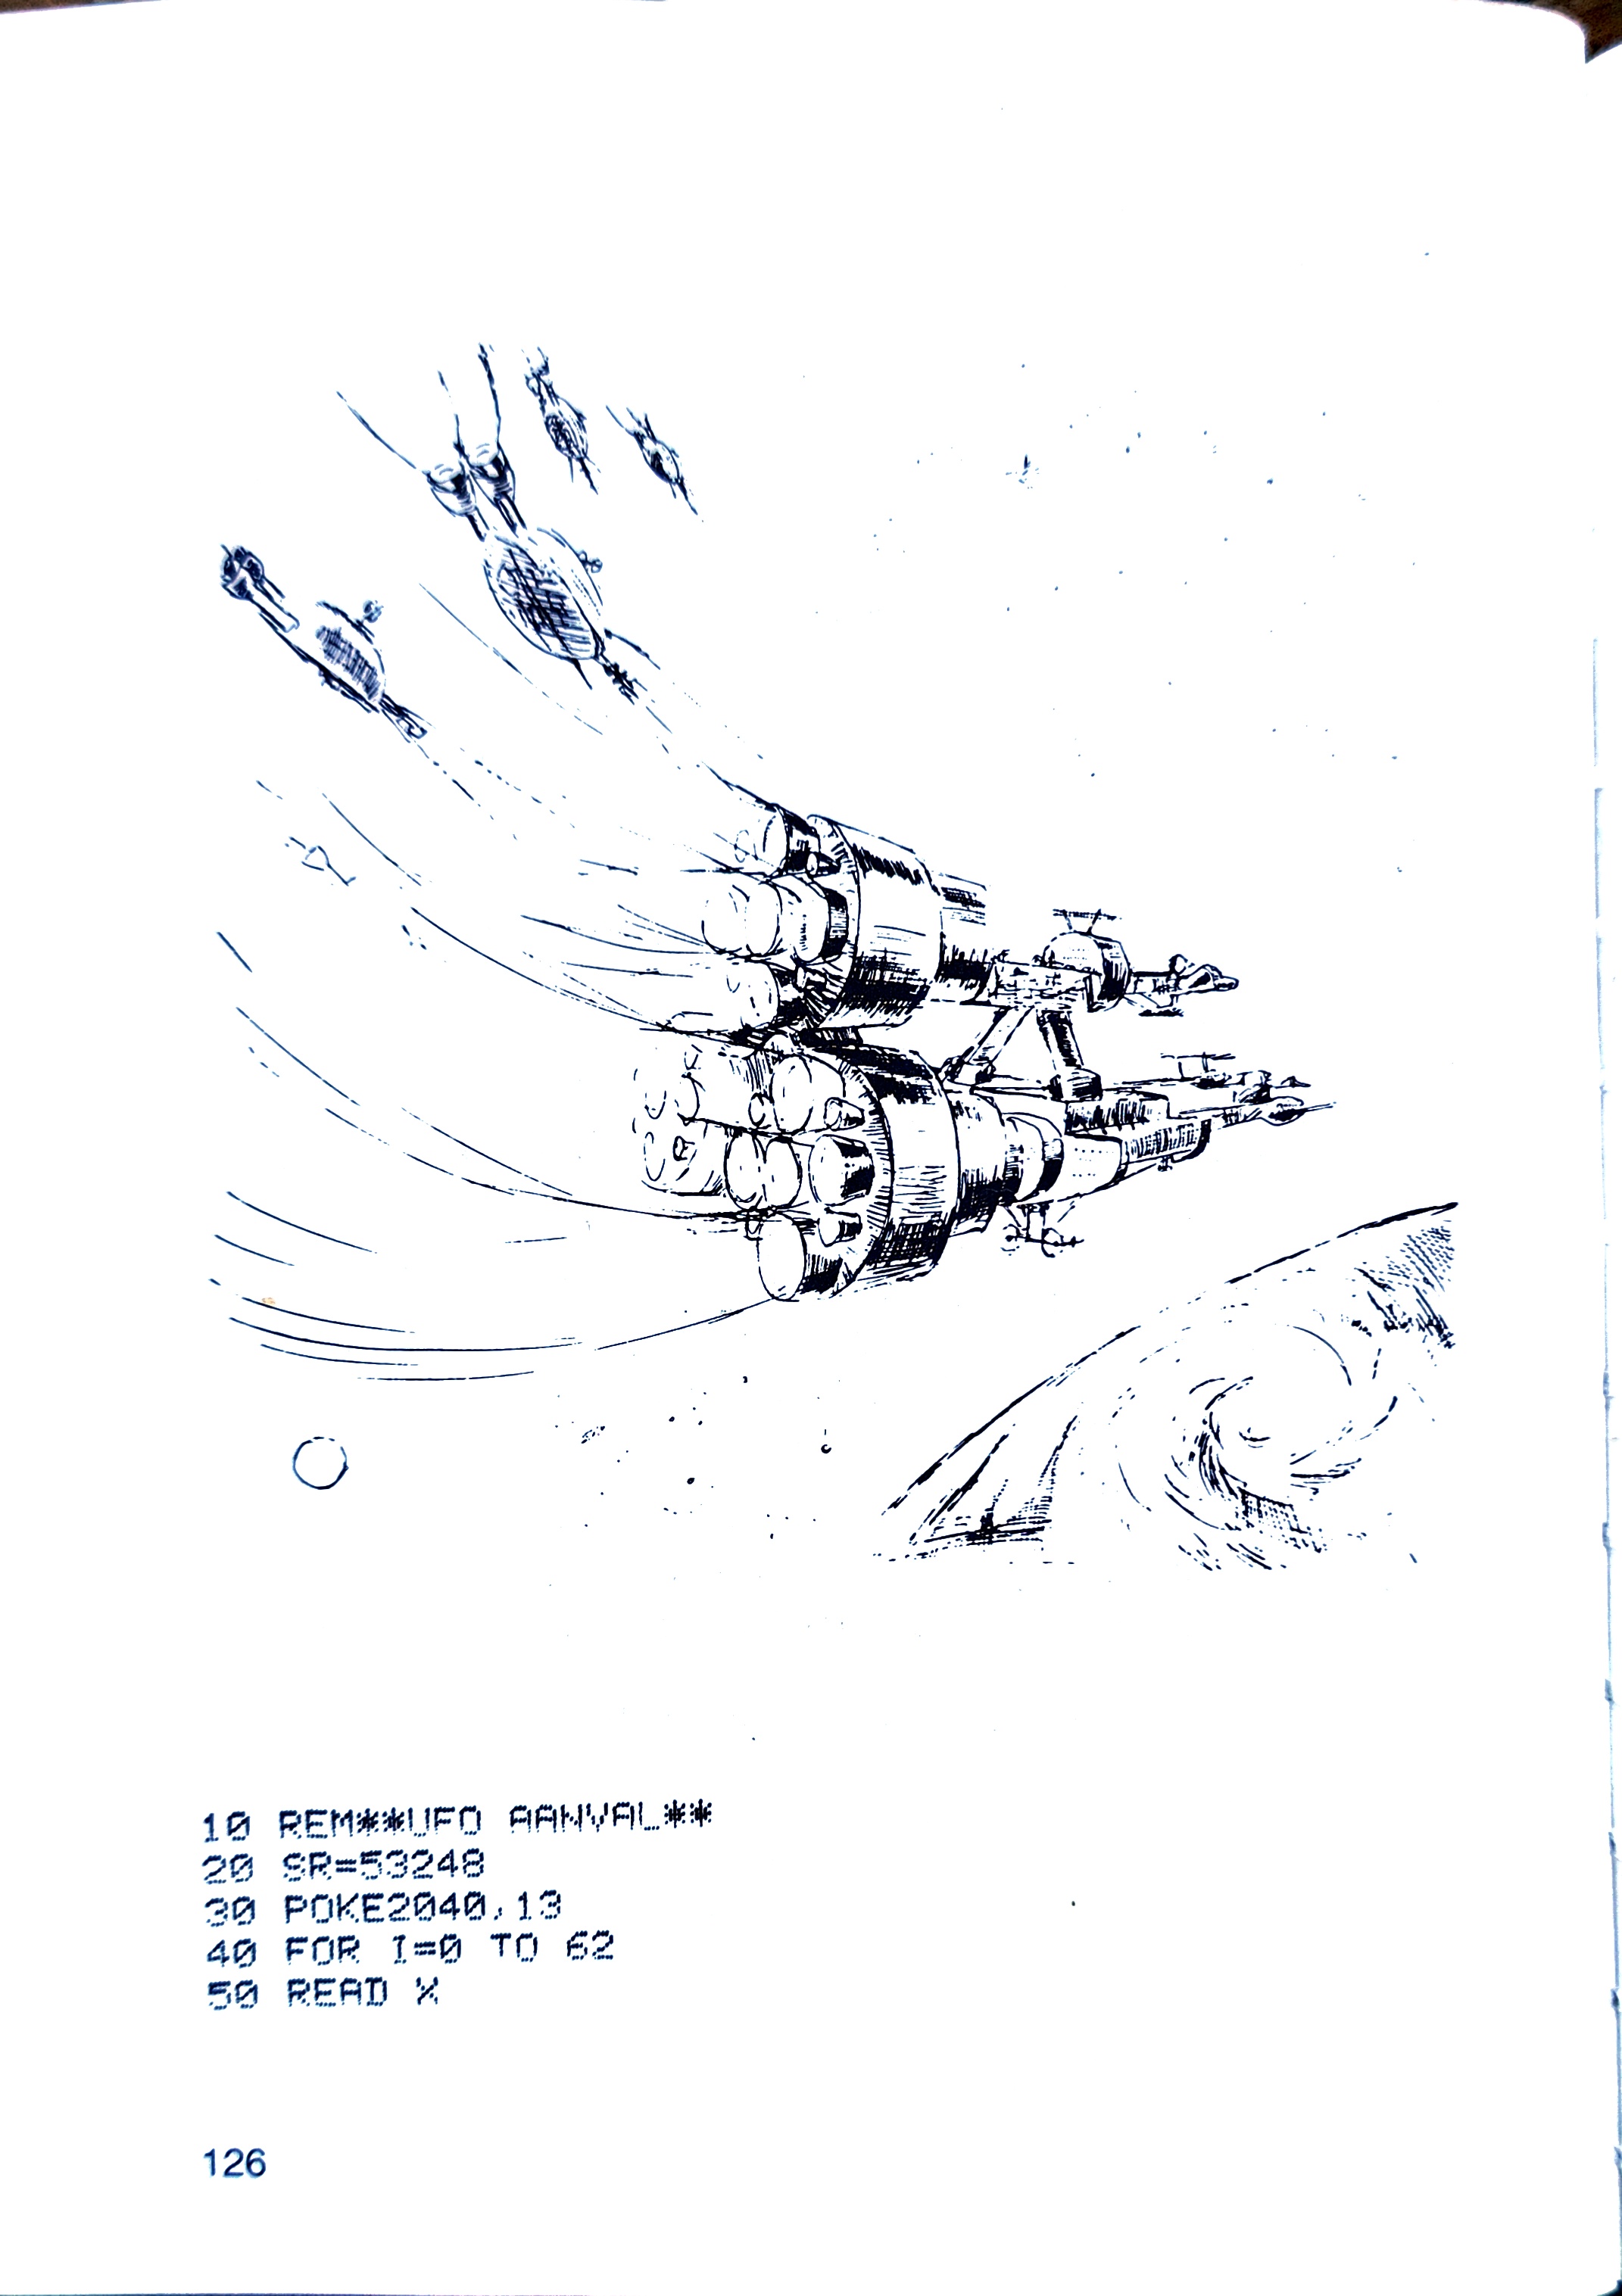 10 REM**UFO AANVAL**
20 SR=53248
30 POKE2040,13
40 FOR I=0 TO 62
50 READ X
126